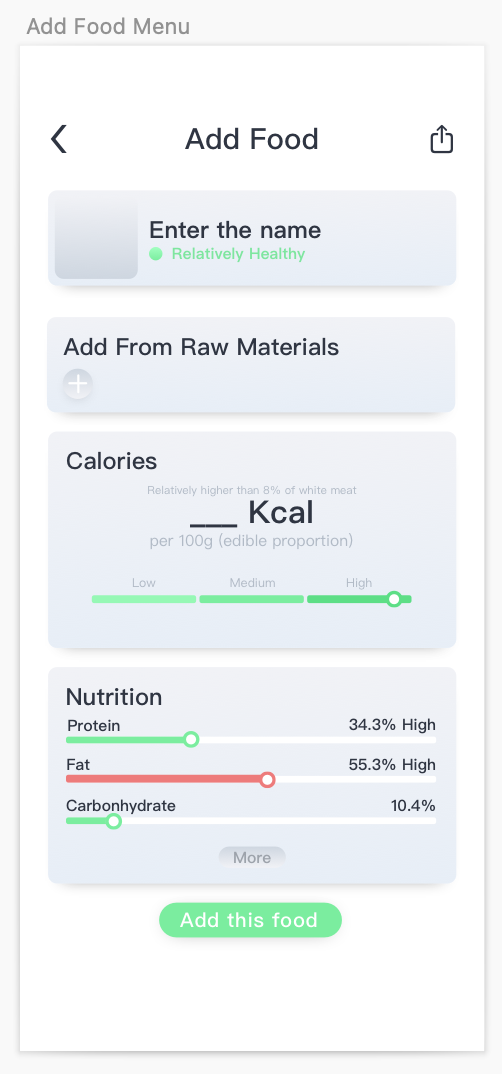 Add Food Menu
Add Food
Enter the name
Relatively Healthy
Add From Raw Materials
Calories
Relatively higher than 8% of white meat
___ Kcal
per 100g (edible proportion)
Low Medium High
Nutrition
Protein 34.3% High
Fat 55.3% High
Carbonhydrate 10.4%
More
Add this food